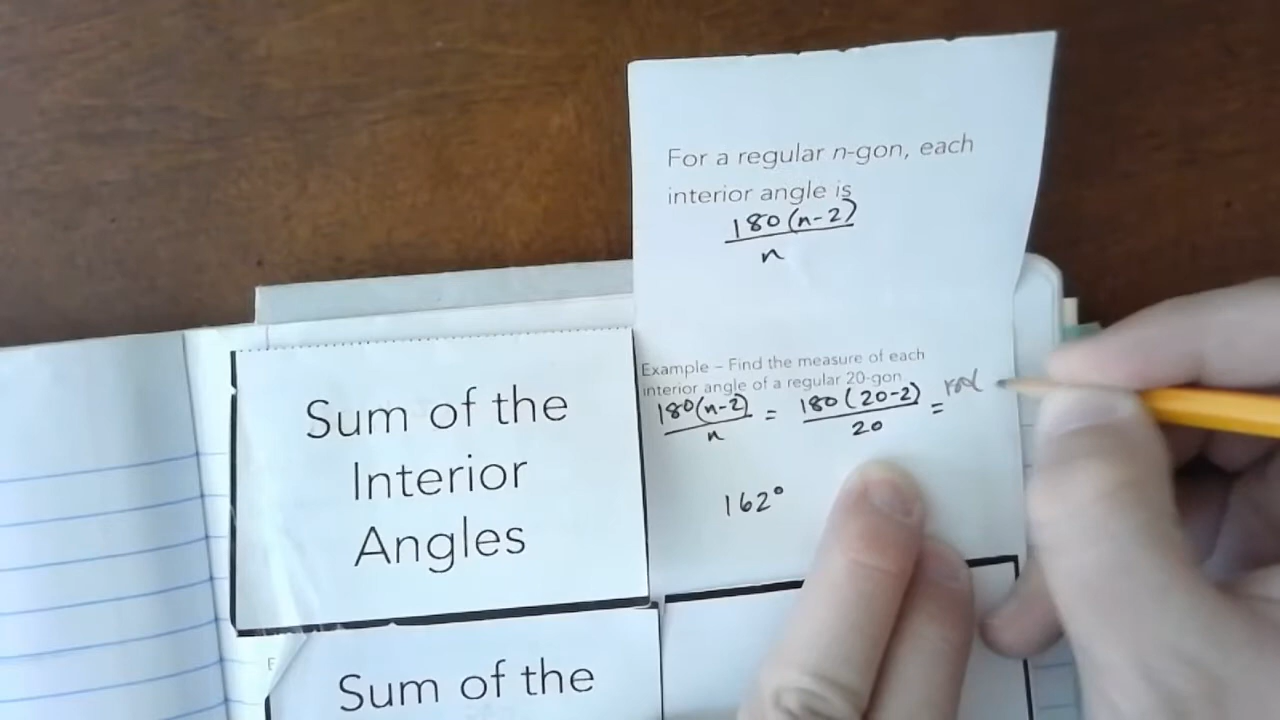 For a regular n-gon, each
interior angle is
180(n-2)
n
Sum of the
Interior
Angles
Example – Find the measure of each
interior angle of a regular 20-gon.
180(n-2) = 180(20-2) =
n 20
162°
E
Sum of the